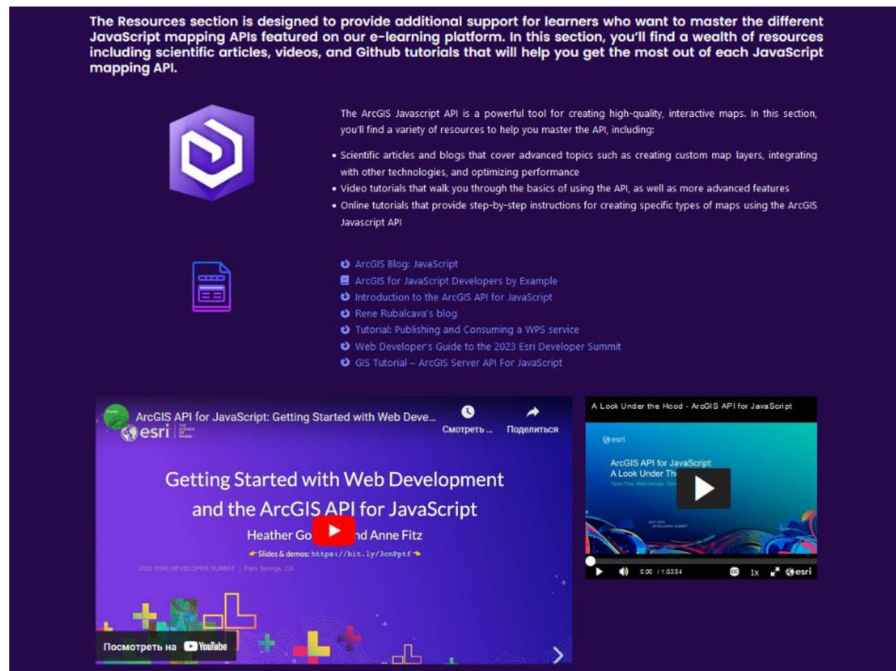 The Resources section is designed to provide additional support for learners who want to master the different
JavaScript mapping APIs featured on our e-learning platform. In this section, you'll find a wealth of resources
including scientific articles, videos, and Github tutorials that will help you get the most out of each JavaScript
mapping API.
The ArcGIS Javascript API is a powerful tool for creating high-quality, interactive maps. In this section,
you'll find a variety of resources to help you master the API, including:
• Scientific articles and blogs that cover advanced topics such as creating custom map layers, integrating
with other technologies, and optimizing performance
• Video tutorials that walk you through the basics of using the API, as well as more advanced features
• Online tutorials that provide step-by-step instructions for creating specific types of maps using the ArcGIS
Javascript API
ArcGIS Blog: JavaScript
ArcGIS for JavaScript Developers by Example
Introduction to the ArcGIS API for JavaScript
Rene Rubalcava's blog
Tutorial: Publishing and Consuming a WPS service
Web Developer's Guide to the 2023 Esri Developer Summit
GIS Tutorial – ArcGIS Server API For JavaScript
ArcGIS API for JavaScript: Getting Started with Web Deve...
Смотреть ...
Поделиться
esri
THE SCIENCE OF WHERE
Getting Started with Web Development
and the ArcGIS API for JavaScript
Heather Go nd Anne Fitz
Slides & demos: https://bit.ly/3cnPptf
2020 ESRI DEVELOPER SUMMIT | Palm Springs, CA
Посмотреть на YouTube
A Look Under the Hood - ArcGIS API for JavaScript
esri
ArcGIS API for JavaScript:
A Look Under The
0:00 / 1:03:54
1x
esri